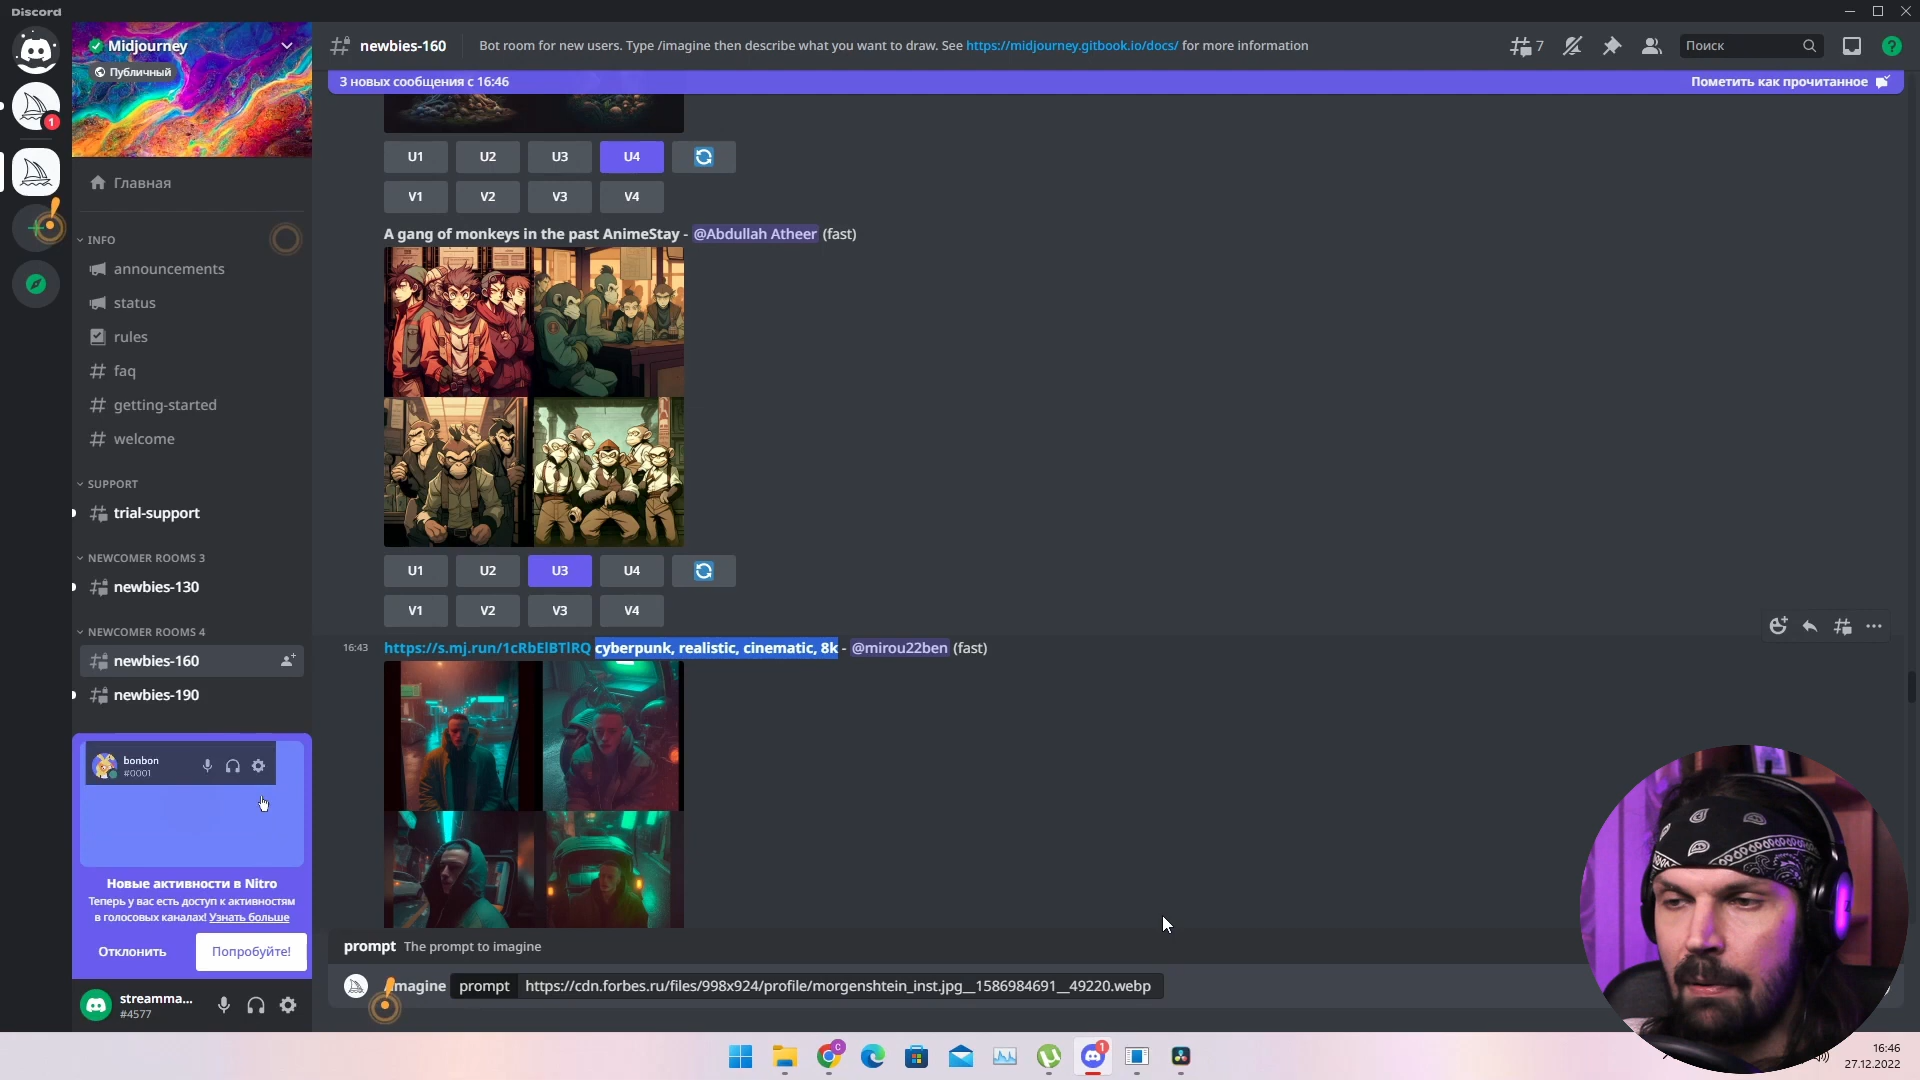 Discord
Midjourney
Публичный
newbies-160
Bot room for new users. Type /imagine then describe what you want to draw. See https://midjourney.gitbook.io/docs/ for more information
7
Поиск
3 новых сообщения с 16:46
Пометить как прочитанное
1
Главная
INFO
announcements
status
rules
faq
getting-started
welcome
SUPPORT
trial-support
NEWCOMER ROOMS 3
newbies-130
NEWCOMER ROOMS 4
newbies-160
newbies-190
bonbon
#0001
Новые активности в Nitro
Теперь у вас есть доступ к активностям
в голосовых каналах! Узнать больше
Отклонить
Попробуйте!
streamma...
#4577
U1
U2
U3
U4
V1
V2
V3
V4
A gang of monkeys in the past AnimeStay - @Abdullah Atheer (fast)
U1
U2
U3
U4
V1
V2
V3
V4
16:43
https://s.mj.run/1cRbElBTlRQ cyberpunk, realistic, cinematic, 8k - @mirou22ben (fast)
prompt The prompt to imagine
imagine prompt https://cdn.forbes.ru/files/998x924/profile/morgenshtein_inst.jpg__1586984691__49220.webp
C
1
16:46
27.12.2022